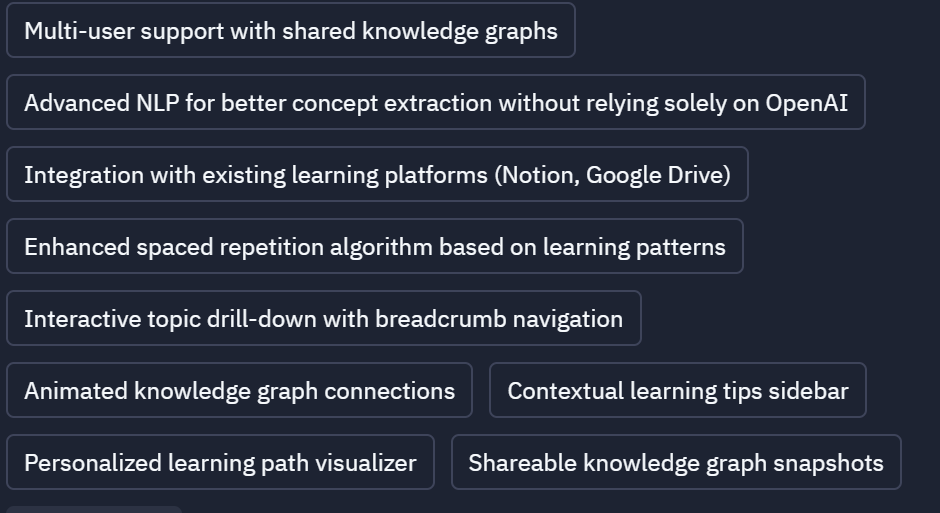 Multi-user support with shared knowledge graphs
Advanced NLP for better concept extraction without relying solely on OpenAI
Integration with existing learning platforms (Notion, Google Drive)
Enhanced spaced repetition algorithm based on learning patterns
Interactive topic drill-down with breadcrumb navigation
Animated knowledge graph connections
Contextual learning tips sidebar
Personalized learning path visualizer
Shareable knowledge graph snapshots